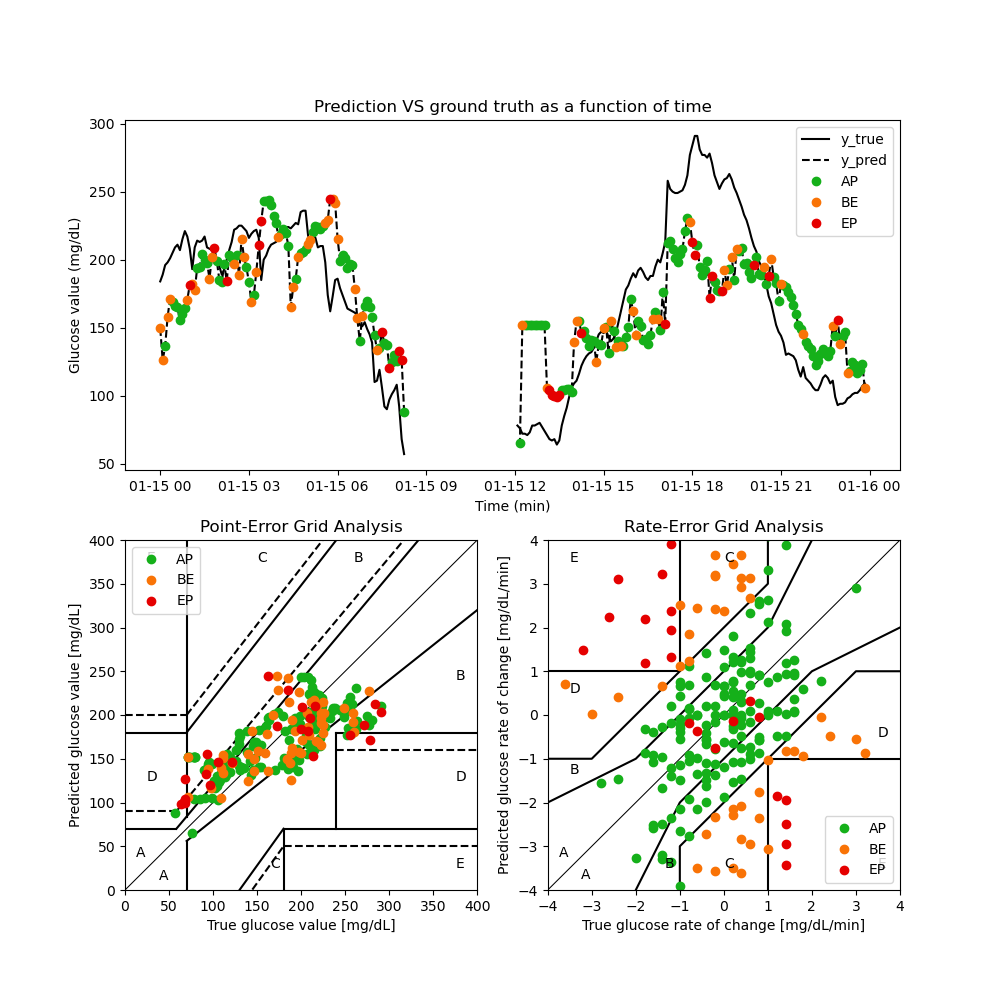 Prediction VS ground truth as a function of time
Glucose value (mg/dL)
300
250
200
150
100
50
y_true
y_pred
AP
BE
EP
01-15 00 01-15 03 01-15 06 01-15 09 01-15 12 01-15 15 01-15 18 01-15 21 01-16 00
Time (min)
Point-Error Grid Analysis
Predicted glucose value [mg/dL]
400
350
300
250
200
150
100
50
0
AP
BE
EP
C
B
B
D
D
A
A
C
E
0 50 100 150 200 250 300 350 400
True glucose value [mg/dL]
Rate-Error Grid Analysis
Predicted glucose rate of change [mg/dL/min]
4
3
2
1
0
−1
−2
−3
−4
E
C
D
D
B
A
A
B
C
AP
BE
EP
−4 −3 −2 −1 0 1 2 3 4
True glucose rate of change [mg/dL/min]